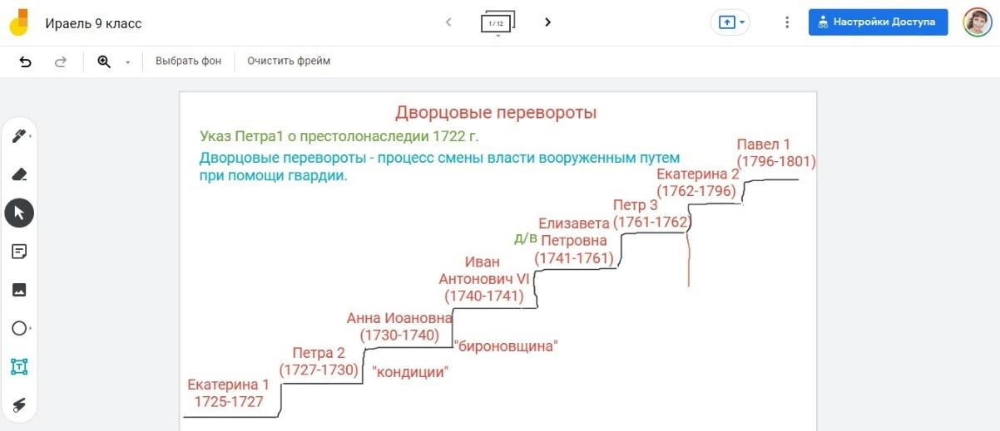 Ираель 9 класс
1 / 12
Настройки Доступа
Выбрать фон
Очистить фрейм
Дворцовые перевороты
Указ Петра1 о престолонаследии 1722 г.
Дворцовые перевороты - процесс смены власти вооруженным путем
при помощи гвардии.
Павел 1
(1796-1801)
Екатерина 2
(1762-1796)
Петр 3
(1761-1762)
Елизавета
Петровна
(1741-1761)
д/в
Иван
Антонович VI
(1740-1741)
Анна Иоановна
(1730-1740)
"бироновщина"
Петра 2
(1727-1730)
"кондиции"
Екатерина 1
1725-1727